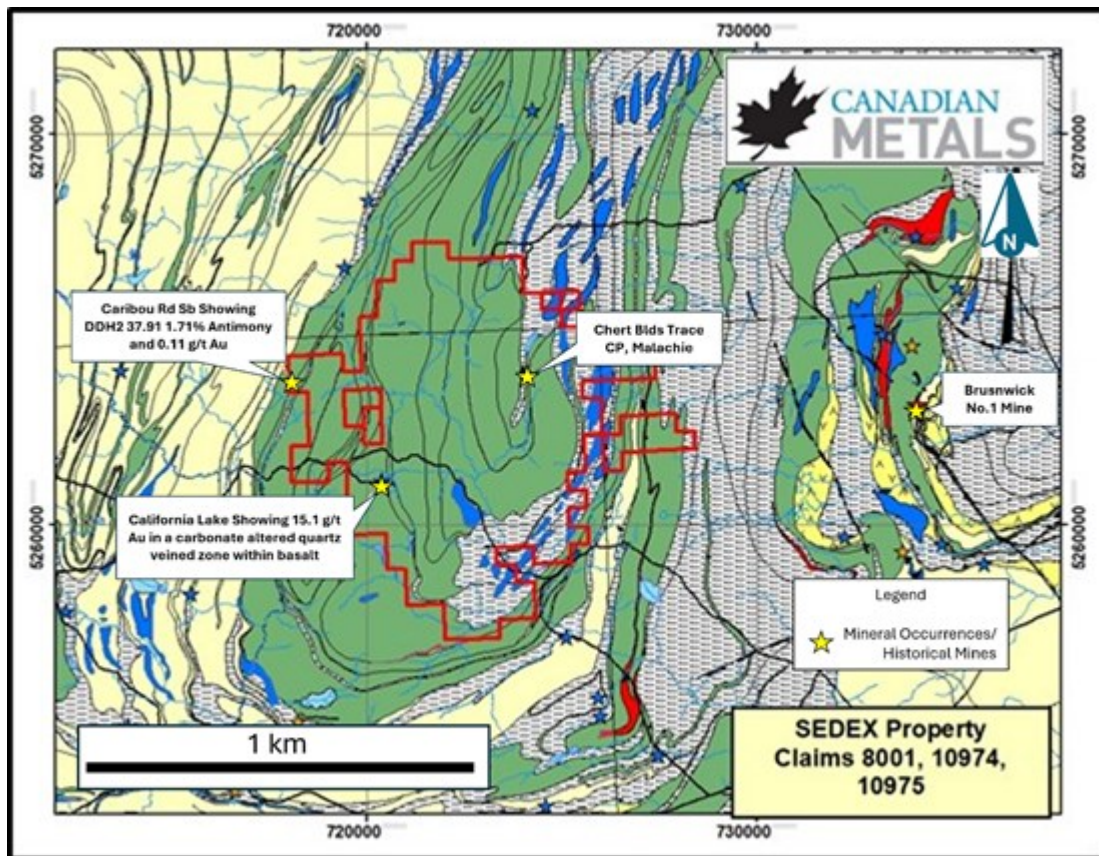 720000
730000
5270000
5270000
CANADIAN
METALS
N
Caribou Rd Sb Showing
DDH2 37.91 1.71% Antimony
and 0.11 g/t Au
Chert Blds Trace
CP, Malachie
Brusnwick
No.1 Mine
California Lake Showing 15.1 g/t
Au in a carbonate altered quartz
veined zone within basalt
5260000
5260000
Legend
Mineral Occurrences/
Historical Mines
1 km
SEDEX Property
Claims 8001, 10974,
10975
720000
730000